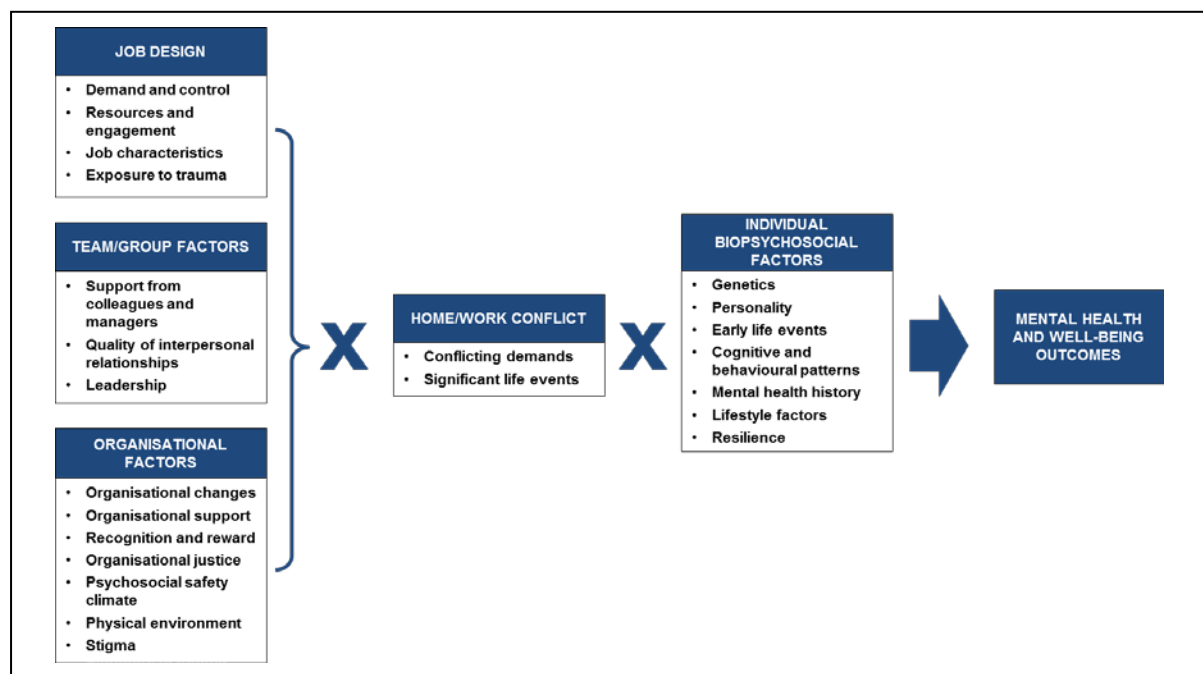 JOB DESIGN
• Demand and control
• Resources and
engagement
• Job characteristics
• Exposure to trauma
TEAM/GROUP FACTORS
• Support from
colleagues and
managers
• Quality of interpersonal
relationships
• Leadership
ORGANISATIONAL
FACTORS
• Organisational changes
• Organisational support
• Recognition and reward
• Organisational justice
• Psychosocial safety
climate
• Physical environment
• Stigma
X
HOME/WORK CONFLICT
• Conflicting demands
• Significant life events
X
INDIVIDUAL
BIOPSYCHOSOCIAL
FACTORS
• Genetics
• Personality
• Early life events
• Cognitive and
behavioural patterns
• Mental health history
• Lifestyle factors
• Resilience
MENTAL HEALTH
AND WELL-BEING
OUTCOMES